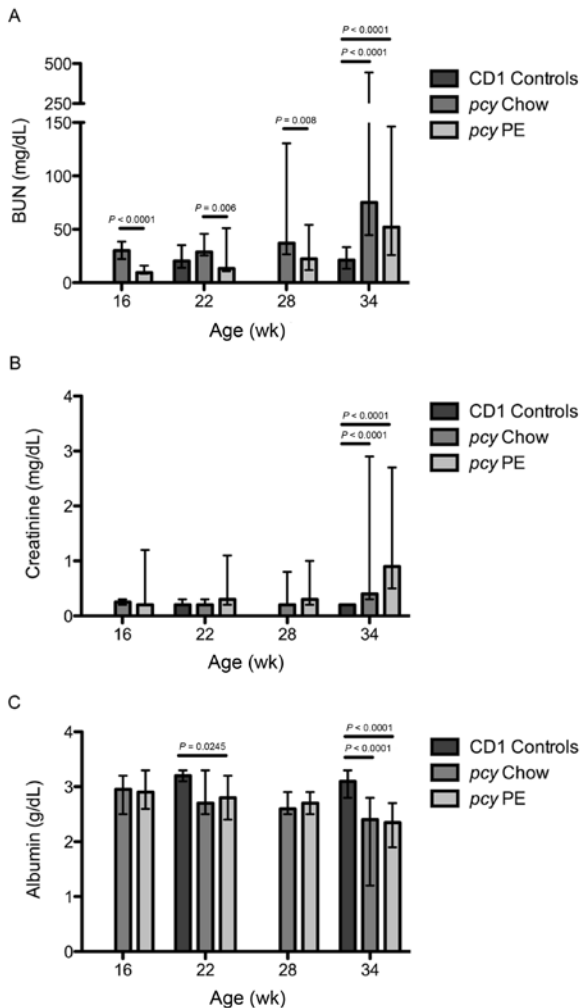 A
P < 0.0001
P < 0.0001
500
250
150
100
50
0
BUN (mg/dL)
P < 0.0001
P = 0.006
P = 0.008
CD1 Controls
pcy Chow
pcy PE
16 22 28 34
Age (wk)
B
4
3
2
1
0
Creatinine (mg/dL)
P < 0.0001
P < 0.0001
CD1 Controls
pcy Chow
pcy PE
16 22 28 34
Age (wk)
C
4
3
2
1
0
Albumin (g/dL)
P = 0.0245
P < 0.0001
P < 0.0001
CD1 Controls
pcy Chow
pcy PE
16 22 28 34
Age (wk)